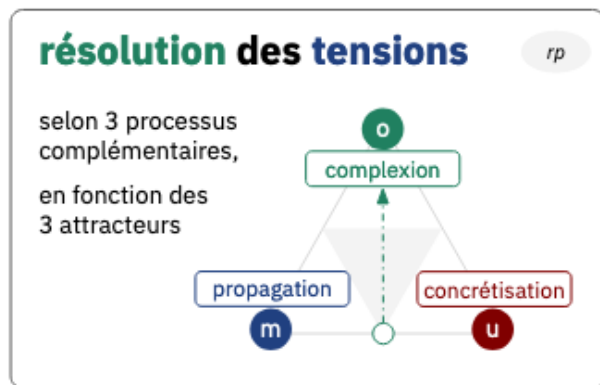 résolution des tensions
rp
selon 3 processus
complémentaires,
en fonction des
3 attracteurs
o
complexion
propagation
concrétisation
m
u